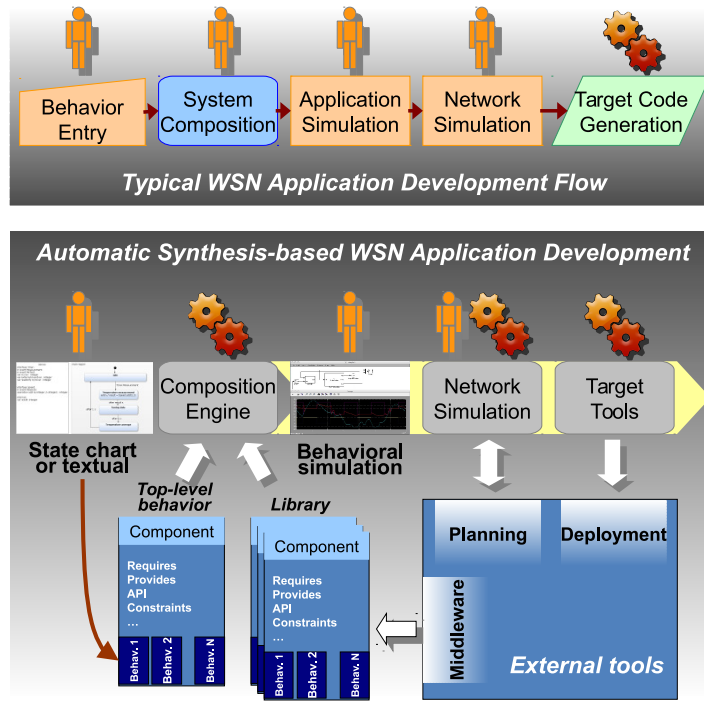 Behavior
Entry
System
Composition
Application
Simulation
Network
Simulation
Target Code
Generation
Typical WSN Application Development Flow
Automatic Synthesis-based WSN Application Development
Composition
Engine
Network
Simulation
Target
Tools
State chart
or textual
Behavioral
simulation
Top-level
behavior
Library
Component
Requires
Provides
API
Constraints
...
Behav. 1
Behav. 2
Behav. N
Component
Requires
Provides
API
Constraints
...
Behav. 1
Behav. 2
Behav. N
Planning
Deployment
Middleware
External tools